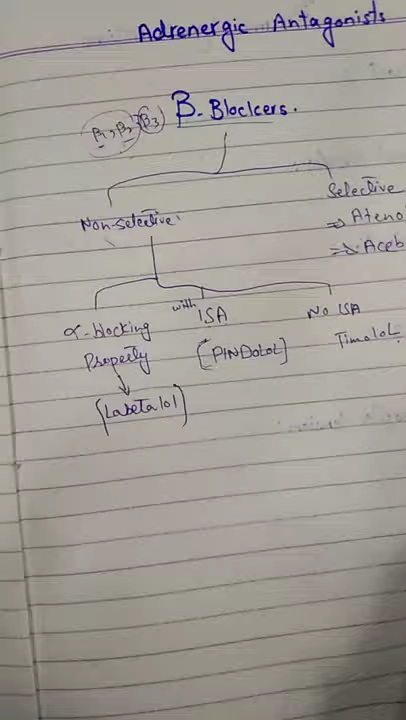 Adrenergic Antagonists
β1, β2 β3 β-Blockers.
Non-selective Selective
⇒ Ateno
⇒ Aceb
α-blocking with ISA No ISA
Property [PINDOLOL] TimoloL
[Labetalol]